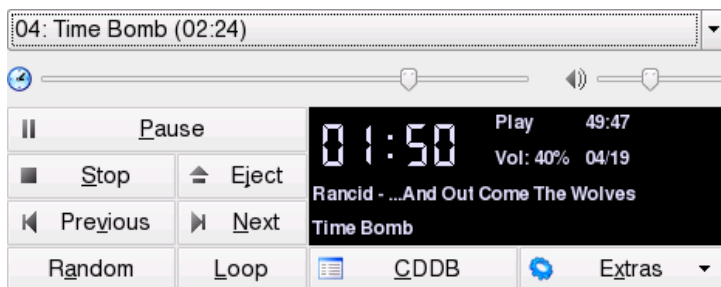 04: Time Bomb (02:24)
Pause
Stop Eject
Previous Next
Random Loop
01:50
Play 49:47
Vol: 40% 04/19
Rancid - ...And Out Come The Wolves
Time Bomb
CDDB Extras